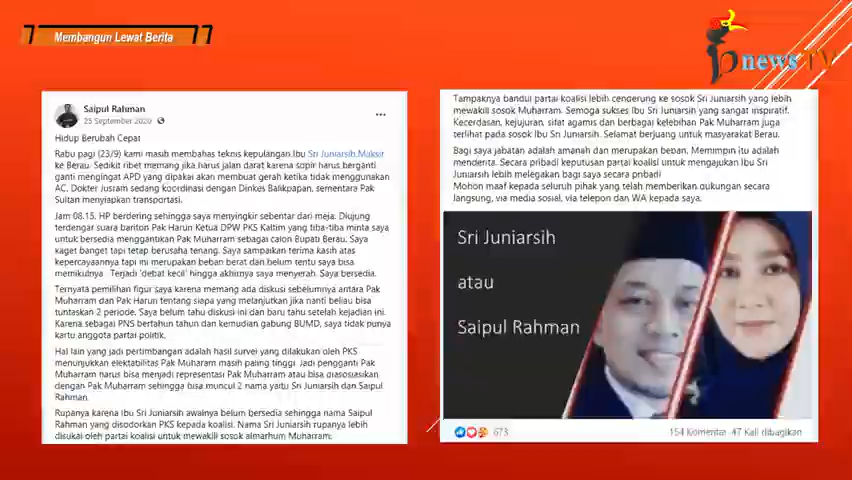 Membangun Lewat Berita
pnewsTV
Saipul Rahman
25 September 2020
Hidup Berubah Cepat
Rabu pagi (23/9) kami masih membahas teknis kepulangan Ibu Sri Juniarsih Muksir
ke Berau. Sedikit ribet memang jika harus jalan darat karena sopir harus berganti
ganti mengingat APD yang dipakai akan membuat gerah ketika tidak menggunakan
AC. Dokter Jusram sedang koordinasi dengan Dinkes Balikpapan, sementara Pak
Sultan menyiapkan transportasi.
Jam 08.15. HP berdering sehingga saya menyingkir sebentar dari meja. Diujung
terdengar suara bariton Pak Harun Ketua DPW PKS Kaltim yang tiba-tiba minta saya
untuk bersedia menggantikan Pak Muharram sebagai calon Bupati Berau. Saya
kaget banget tapi tetap berusaha tenang. Saya sampaikan terima kasih atas
kepercayaannya tapi ini merupakan beban berat dan belum tentu saya bisa
memikulnya. Terjadi 'debat kecil' hingga akhirnya saya menyerah. Saya bersedia.
Ternyata pemilihan figur saya karena memang ada diskusi sebelumnya antara Pak
Muharram dan Pak Harun tentang siapa yang melanjutkan jika nanti beliau bisa
tuntaskan 2 periode. Saya belum tahu diskusi ini dan baru tahu setelah kejadian ini.
Karena sebagai PNS bertahun tahun dan kemudian gabung BUMD, saya tidak punya
kartu anggota partai politik.
Hal lain yang jadi pertimbangan adalah hasil survei yang dilakukan oleh PKS
menunjukkan elektabilitas Pak Muharam masih paling tinggi. Jadi pengganti Pak
Muharram harus bisa menjadi representasi Pak Muharram atau bisa diasosiasikan
dengan Pak Muharram sehingga bisa muncul 2 nama yaitu Sri Juniarsih dan Saipul
Rahman.
Rupanya karena Ibu Sri Juniarsih awalnya belum bersedia sehingga nama Saipul
Rahman yang disodorkan PKS kepada koalisi. Nama Sri Juniarsih rupanya lebih
disukai oleh partai koalisi untuk mewakili sosok almarhum Muharram.
Tampaknya bandul partai koalisi lebih cenderung ke sosok Sri Juniarsih yang lebih
mewakili sosok Muharram. Semoga sukses Ibu Sri Juniarsih yang sangat inspiratif.
Kecerdasan, kejujuran, sifat agamis dan berbagai kelebihan Pak Muharram juga
terlihat pada sosok Ibu Sri Juniarsih. Selamat berjuang untuk masyarakat Berau.
Bagi saya jabatan adalah amanah dan merupakan beban. Memimpin itu adalah
menderita. Secara pribadi keputusan partai koalisi untuk mengajukan Ibu Sri
Juniarsih lebih melegakan bagi saya secara pribadi
Mohon maaf kepada seluruh pihak yang telah memberikan dukungan secara
langsung, via media sosial, via telepon dan WA kepada saya.
Sri Juniarsih
atau
Saipul Rahman
673
154 Komentar 47 Kali dibagikan